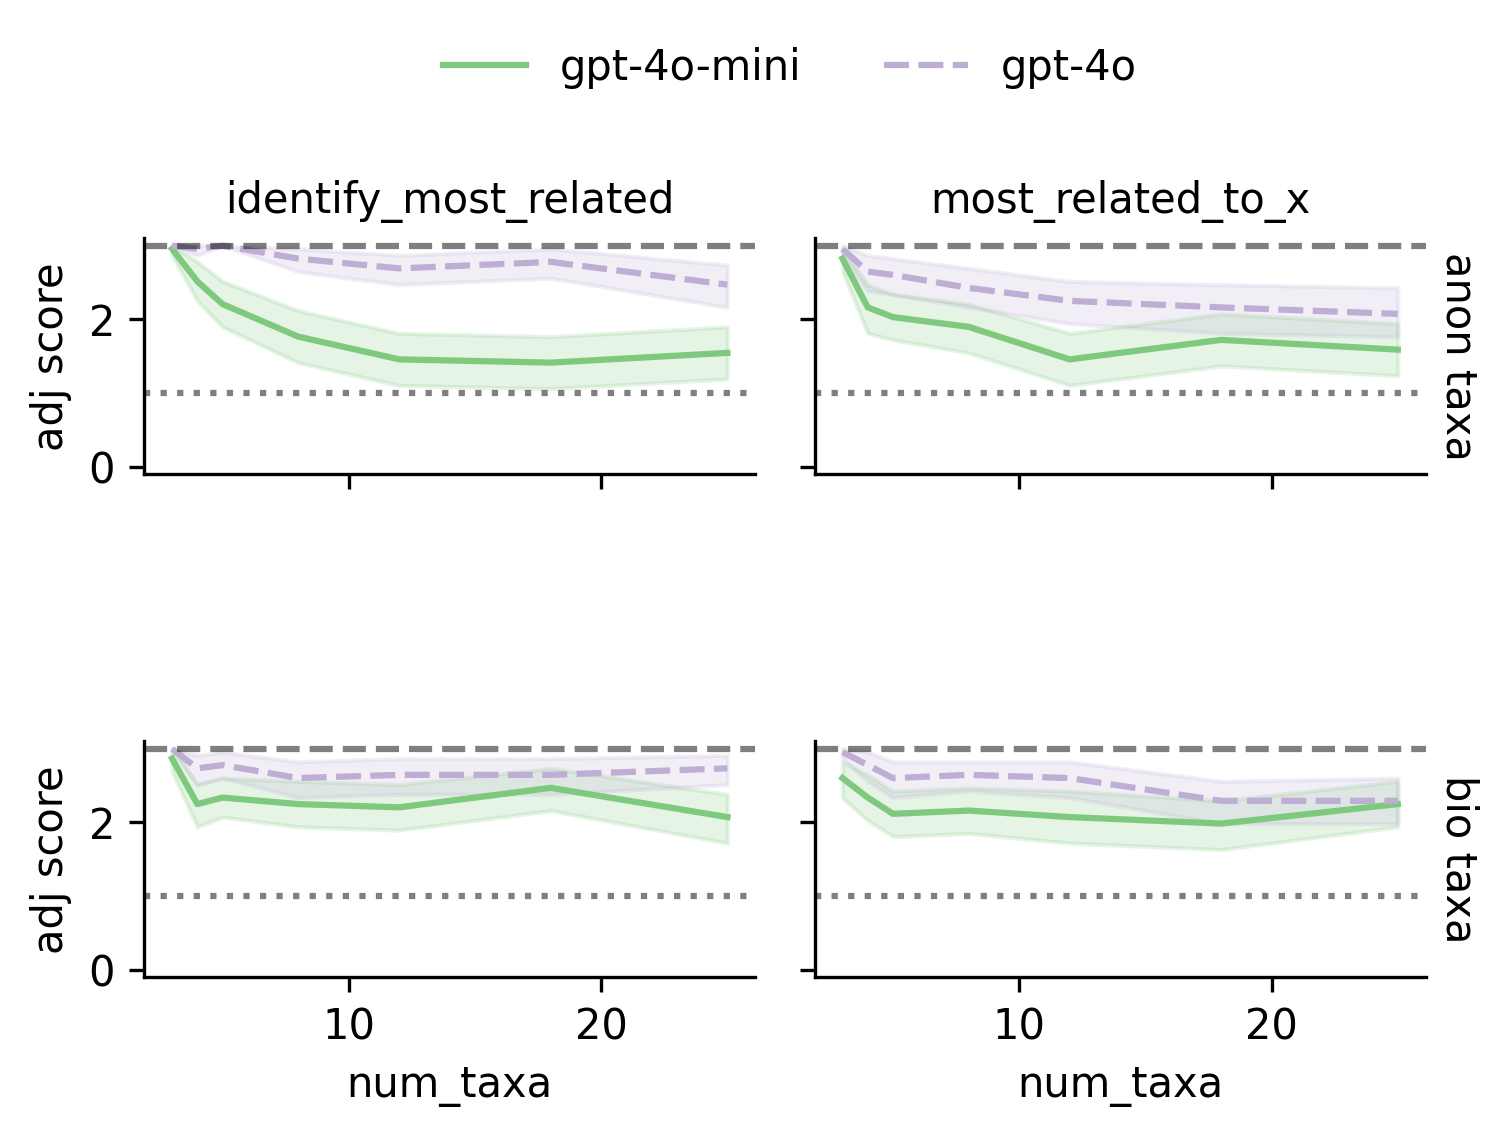 gpt-4o-mini gpt-4o
identify_most_related most_related_to_x
adj score
2
0
anon taxa
adj score
2
0
bio taxa
10 20 10 20
num_taxa num_taxa